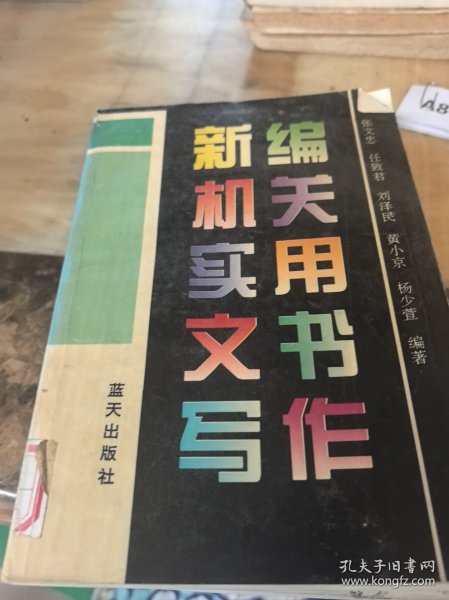 新编
机关
实用
文书
写作
张文忠 任致君 刘泽民 黄小京 杨少萱 编著
蓝天出版社
A8
孔夫子旧书网
www.kongfz.com